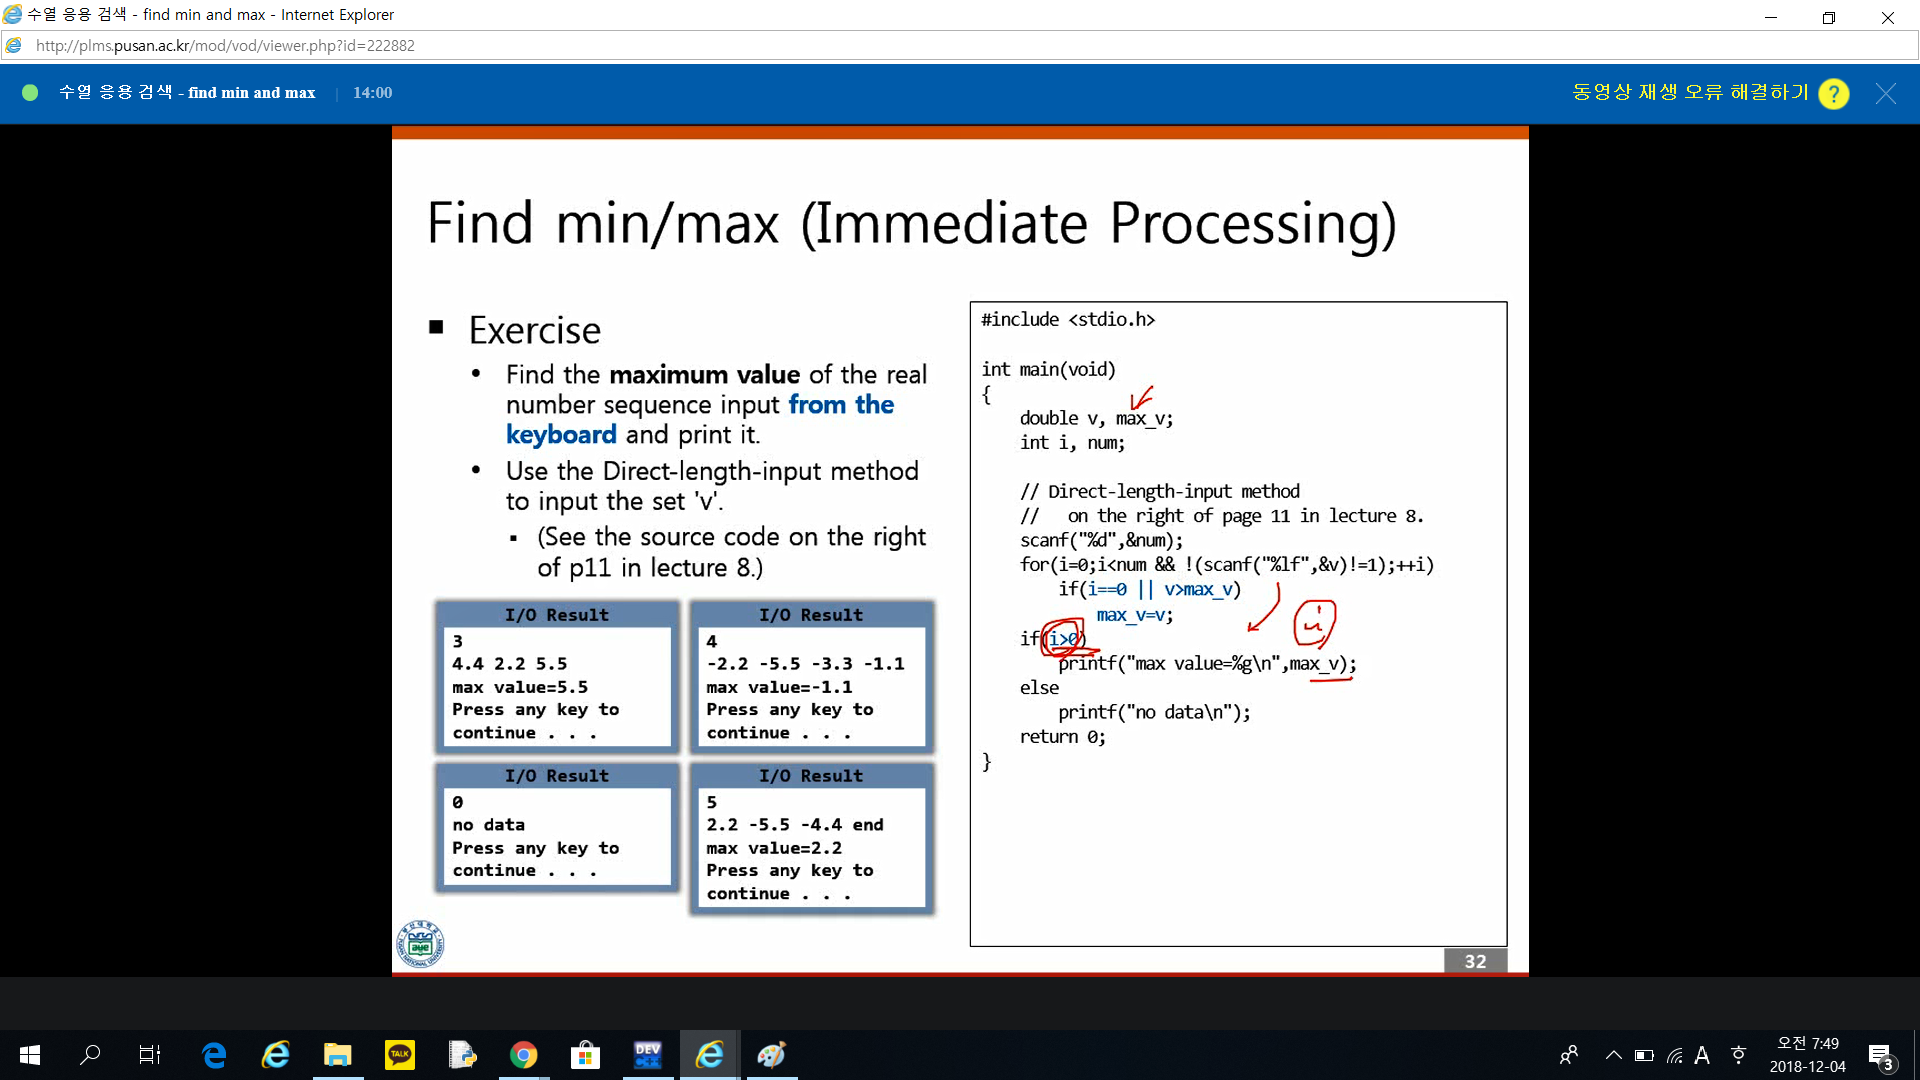 수열 응용 검색 - find min and max - Internet Explorer
http://plms.pusan.ac.kr/mod/vod/viewer.php?id=222882
수열 응용 검색 - find min and max | 14:00
동영상 재생 오류 해결하기 ?
Find min/max (Immediate Processing)
■ Exercise
• Find the maximum value of the real
number sequence input from the
keyboard and print it.
• Use the Direct-length-input method
to input the set 'v'.
▪ (See the source code on the right
of p11 in lecture 8.)
I/O Result
3
4.4 2.2 5.5
max value=5.5
Press any key to
continue . . .
I/O Result
4
-2.2 -5.5 -3.3 -1.1
max value=-1.1
Press any key to
continue . . .
I/O Result
0
no data
Press any key to
continue . . .
I/O Result
5
2.2 -5.5 -4.4 end
max value=2.2
Press any key to
continue . . .
#include <stdio.h>
int main(void)
{
double v, max_v;
int i, num;
// Direct-length-input method
//   on the right of page 11 in lecture 8.
scanf("%d",&num);
for(i=0;i<num && !(scanf("%lf",&v)!=1);++i)
if(i==0 || v>max_v)
max_v=v;
if(i>0)
printf("max value=%g\n",max_v);
else
printf("no data\n");
return 0;
}
32
TALK
DEV
A
오전 7:49
2018-12-04
3